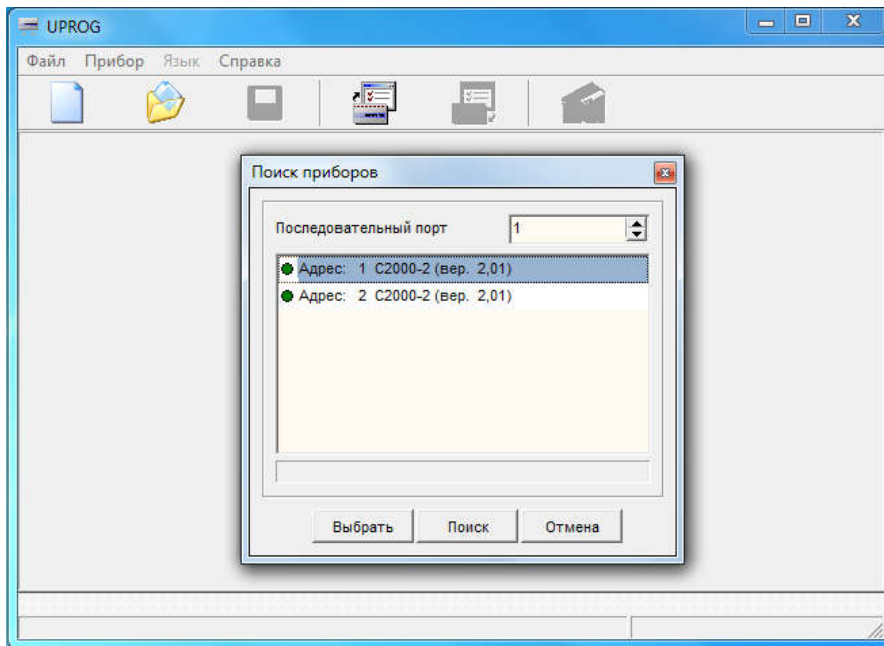 UPROG
Файл Прибор Язык Справка
Поиск приборов
Последовательный порт 1
Адрес: 1 С2000-2 (вер. 2,01)
Адрес: 2 С2000-2 (вер. 2,01)
Выбрать Поиск Отмена